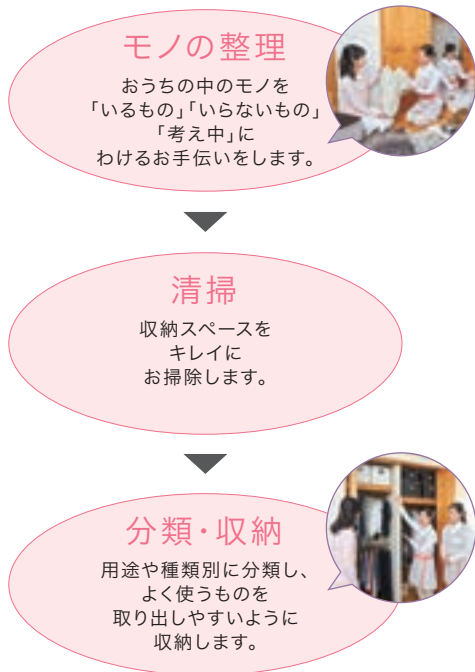 モノの整理
おうちの中のモノを
「いるもの」「いらないもの」
「考え中」に
わけるお手伝いをします。
清掃
収納スペースを
キレイに
お掃除します。
分類・収納
用途や種類別に分類し、
よく使うものを
取り出しやすいように
収納します。